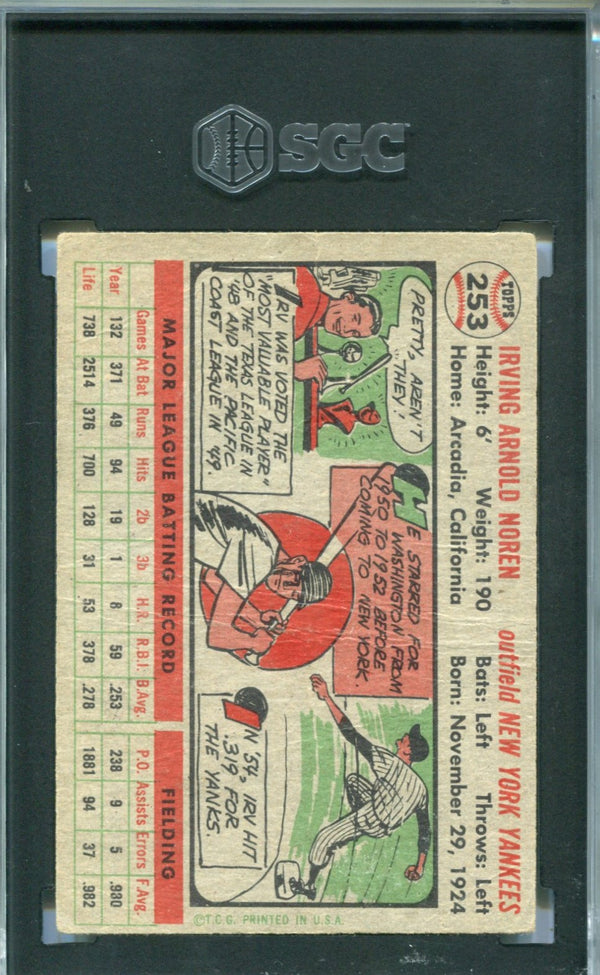 SGC
TOPPS
253
IRVING ARNOLD NOREN outfield NEW YORK YANKEES
Height: 6' Weight: 190 Bats: Left Throws: Left
Home: Arcadia, California Born: November 29, 1924
PRETTY, AREN'T
THEY!
IRV WAS VOTED THE
"MOST VALUABLE PLAYER"
OF THE TEXAS LEAGUE IN
'48 AND THE PACIFIC
COAST LEAGUE IN '49.
HE STARRED FOR
WASHINGTON FROM
1950 TO 1952 BEFORE
COMING TO NEW YORK.
IN '54, IRV HIT
.319 FOR
THE YANKS.
MAJOR LEAGUE BATTING RECORD FIELDING
Games At Bat Runs Hits 2b 3b H.R. R.B.I. B.Avg. P.O. Assists Errors F.Avg.
Year 132 371 49 94 19 1 8 59 .253 238 9 5 .980
Life 738 2514 376 700 128 31 53 378 .278 1881 94 37 .982
©T.C.G. PRINTED IN U.S.A.